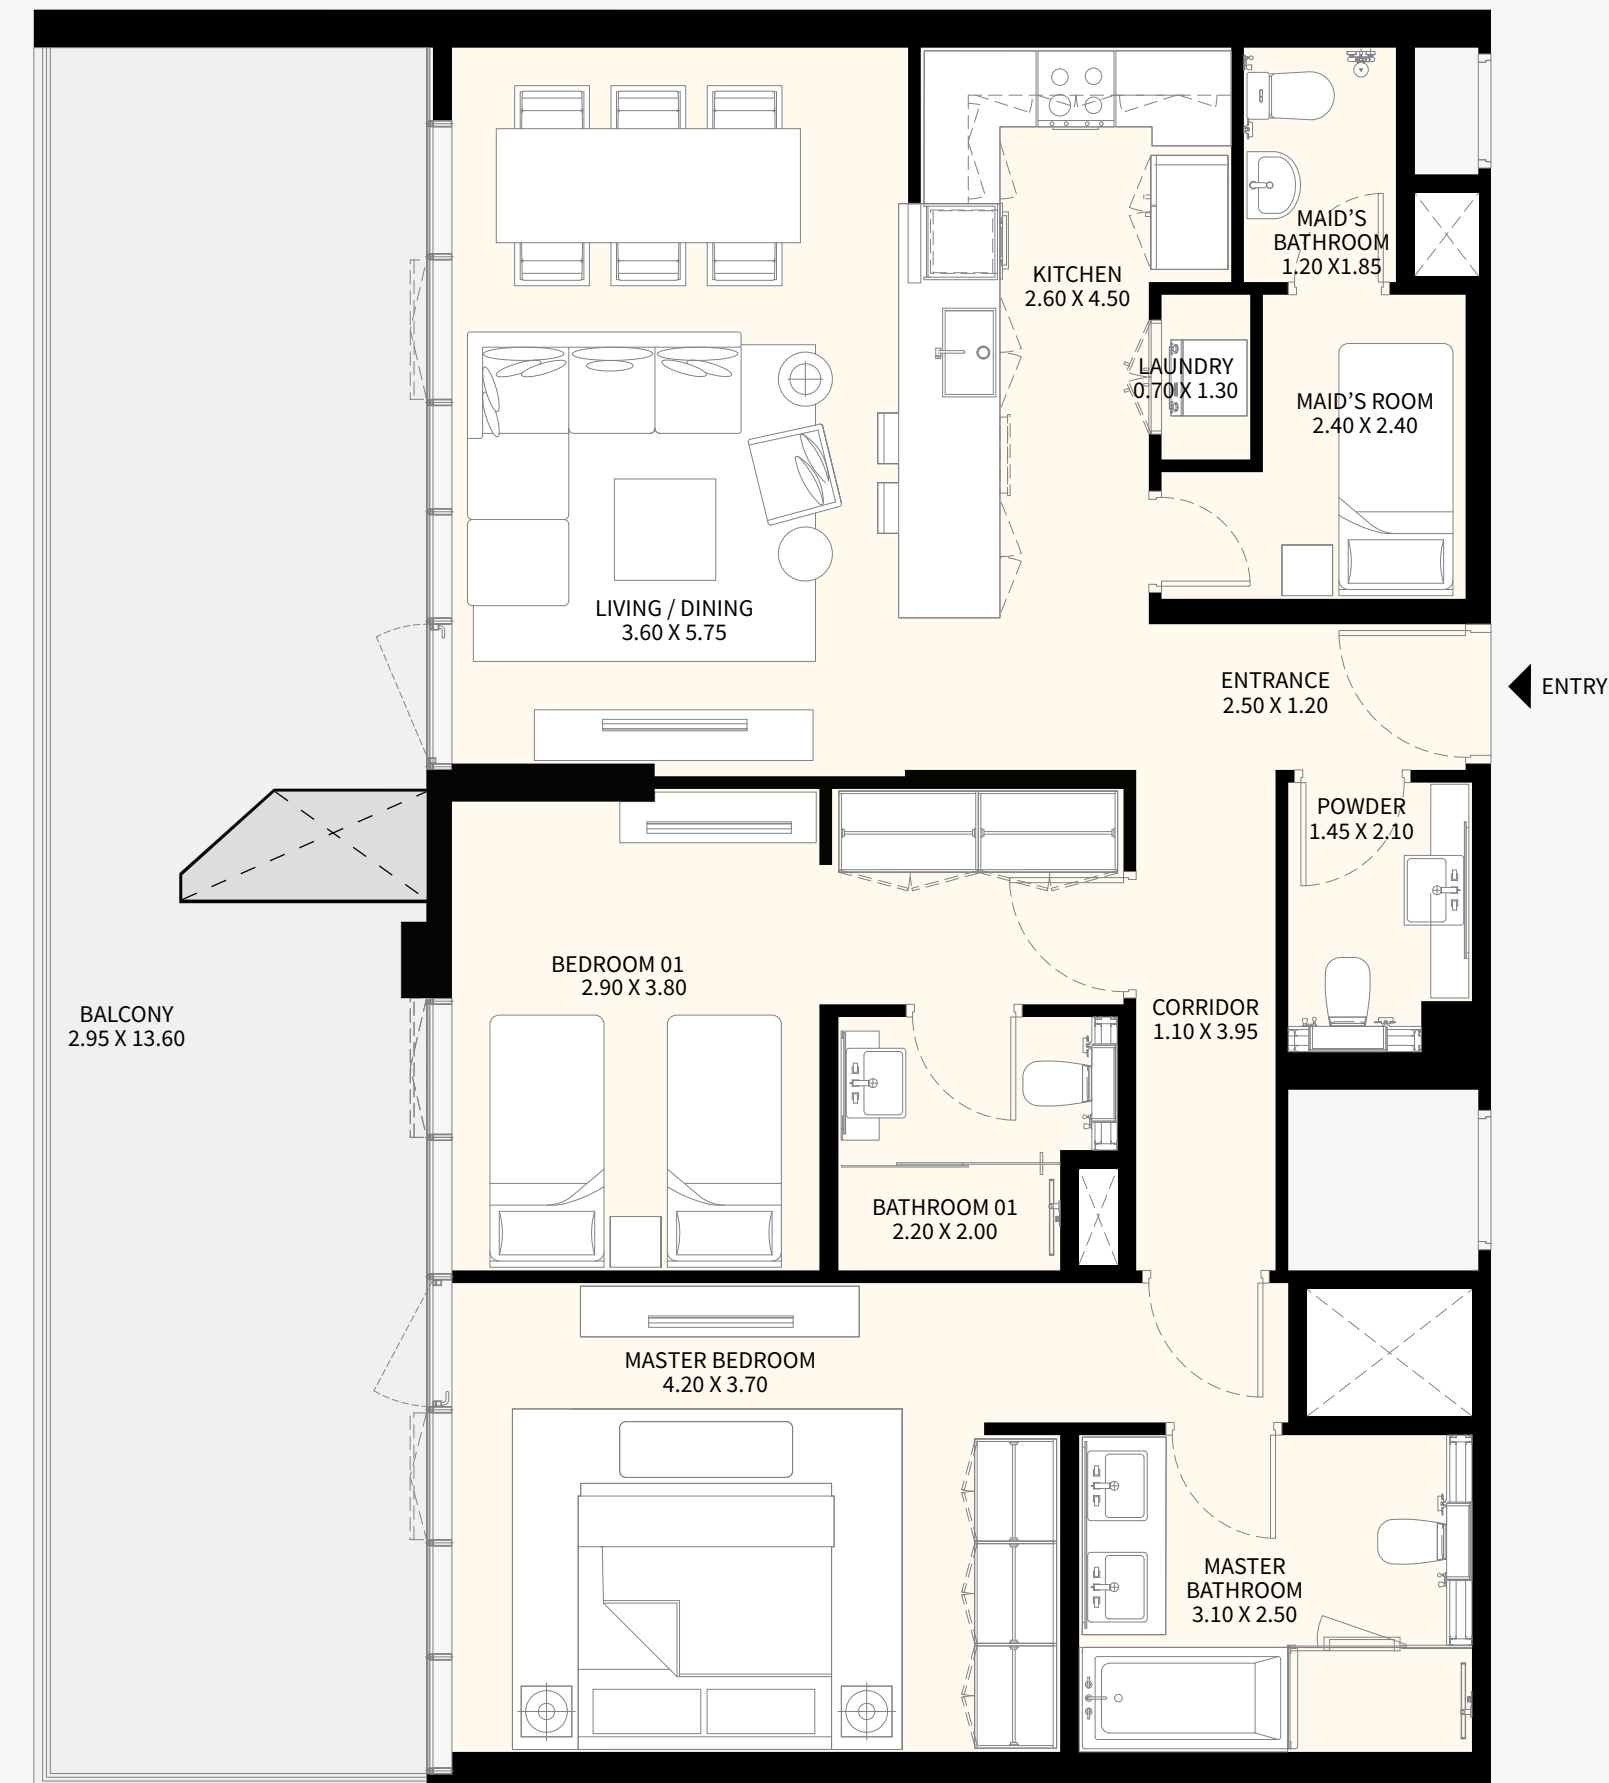 MAID’S
BATHROOM
1.20 X1.85
KITCHEN
2.60 X 4.50
LAUNDRY
0.70 X 1.30
MAID’S ROOM
2.40 X 2.40
LIVING / DINING
3.60 X 5.75
ENTRANCE
2.50 X 1.20
ENTRY
POWDER
1.45 X 2.10
BEDROOM 01
2.90 X 3.80
BALCONY
2.95 X 13.60
CORRIDOR
1.10 X 3.95
BATHROOM 01
2.20 X 2.00
MASTER BEDROOM
4.20 X 3.70
MASTER
BATHROOM
3.10 X 2.50